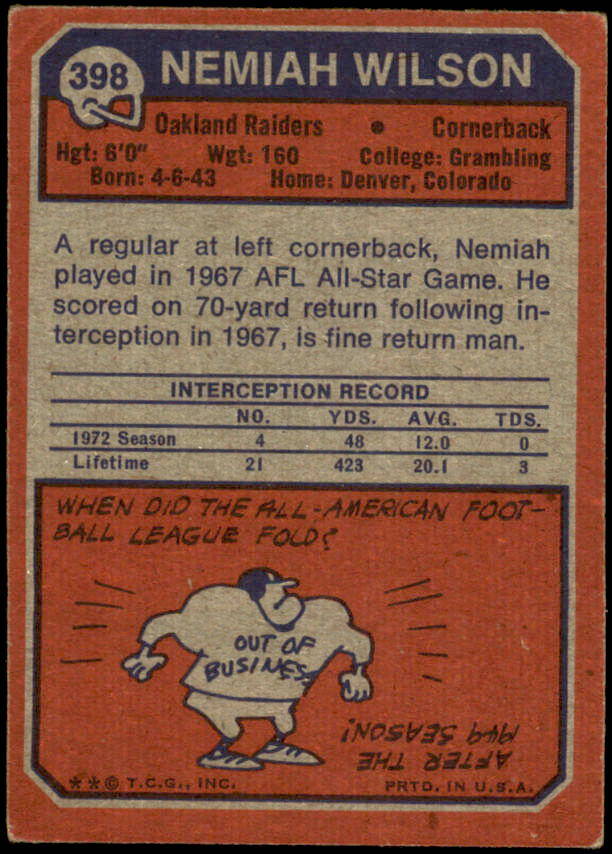 398 NEMIAH WILSON
Oakland Raiders • Cornerback
Hgt: 6'0" Wgt: 160 College: Grambling
Born: 4-6-43 Home: Denver, Colorado
A regular at left cornerback, Nemiah
played in 1967 AFL All-Star Game. He
scored on 70-yard return following in-
terception in 1967, is fine return man.
INTERCEPTION RECORD
NO. YDS. AVG. TDS.
1972 Season 4 48 12.0 0
Lifetime 21 423 20.1 3
WHEN DID THE ALL-AMERICAN FOOT-
BALL LEAGUE FOLD?
OUT OF
BUSINESS
AFTER THE
1949 SEASON!
**© T.C.G., INC. PRTD. IN U.S.A.